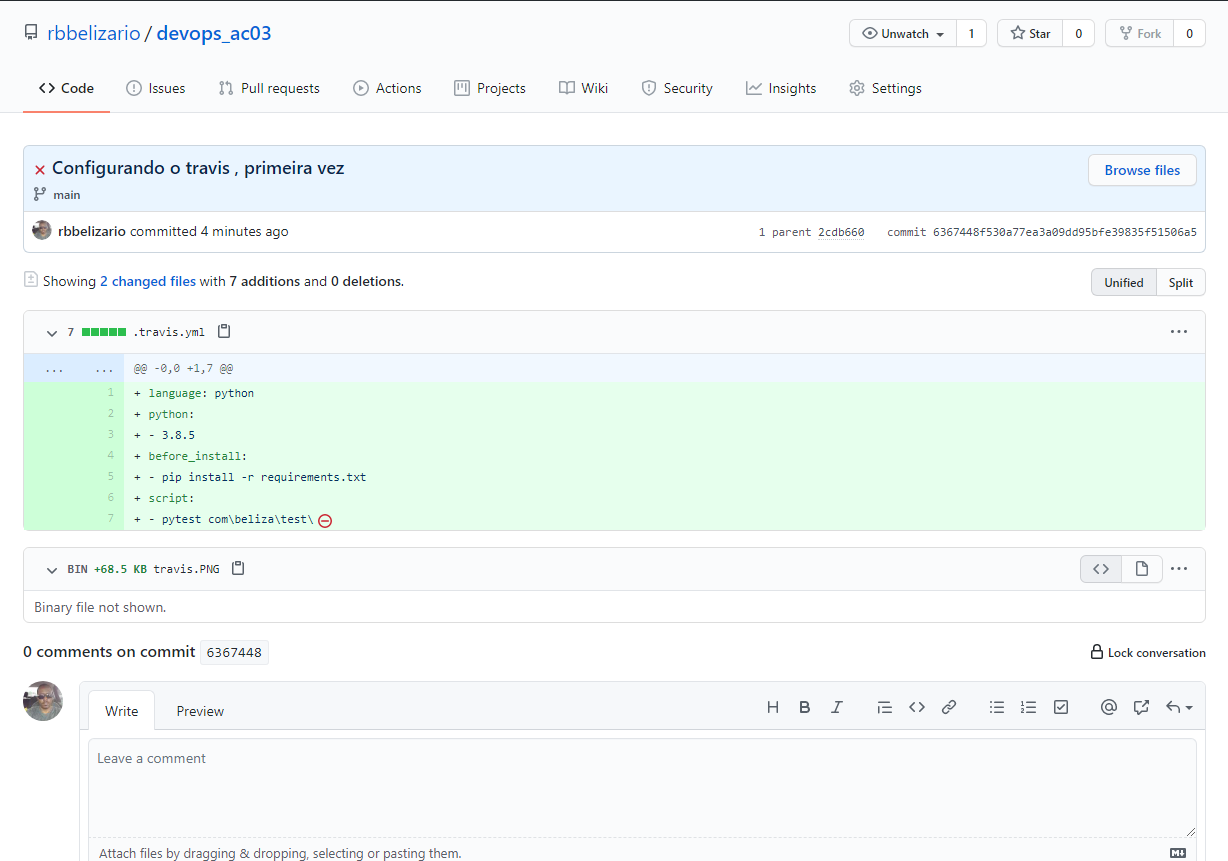 rbbelizario / devops_ac03
Unwatch 1 Star 0 Fork 0
Code Issues Pull requests Actions Projects Wiki Security Insights Settings
Configurando o travis , primeira vez
Browse files
main
rbbelizario committed 4 minutes ago
1 parent 2cdb660 commit 6367448f530a77ea3a09dd95bfe39835f51506a5
Showing 2 changed files with 7 additions and 0 deletions.
Unified Split
7 .travis.yml
... ... @@ -0,0 +1,7 @@
1 + language: python
2 + python:
3 + - 3.8.5
4 + before_install:
5 + - pip install -r requirements.txt
6 + script:
7 + - pytest com\beliza\test\
BIN +68.5 KB travis.PNG
Binary file not shown.
0 comments on commit 6367448
Lock conversation
Write Preview
Leave a comment
Attach files by dragging & dropping, selecting or pasting them.